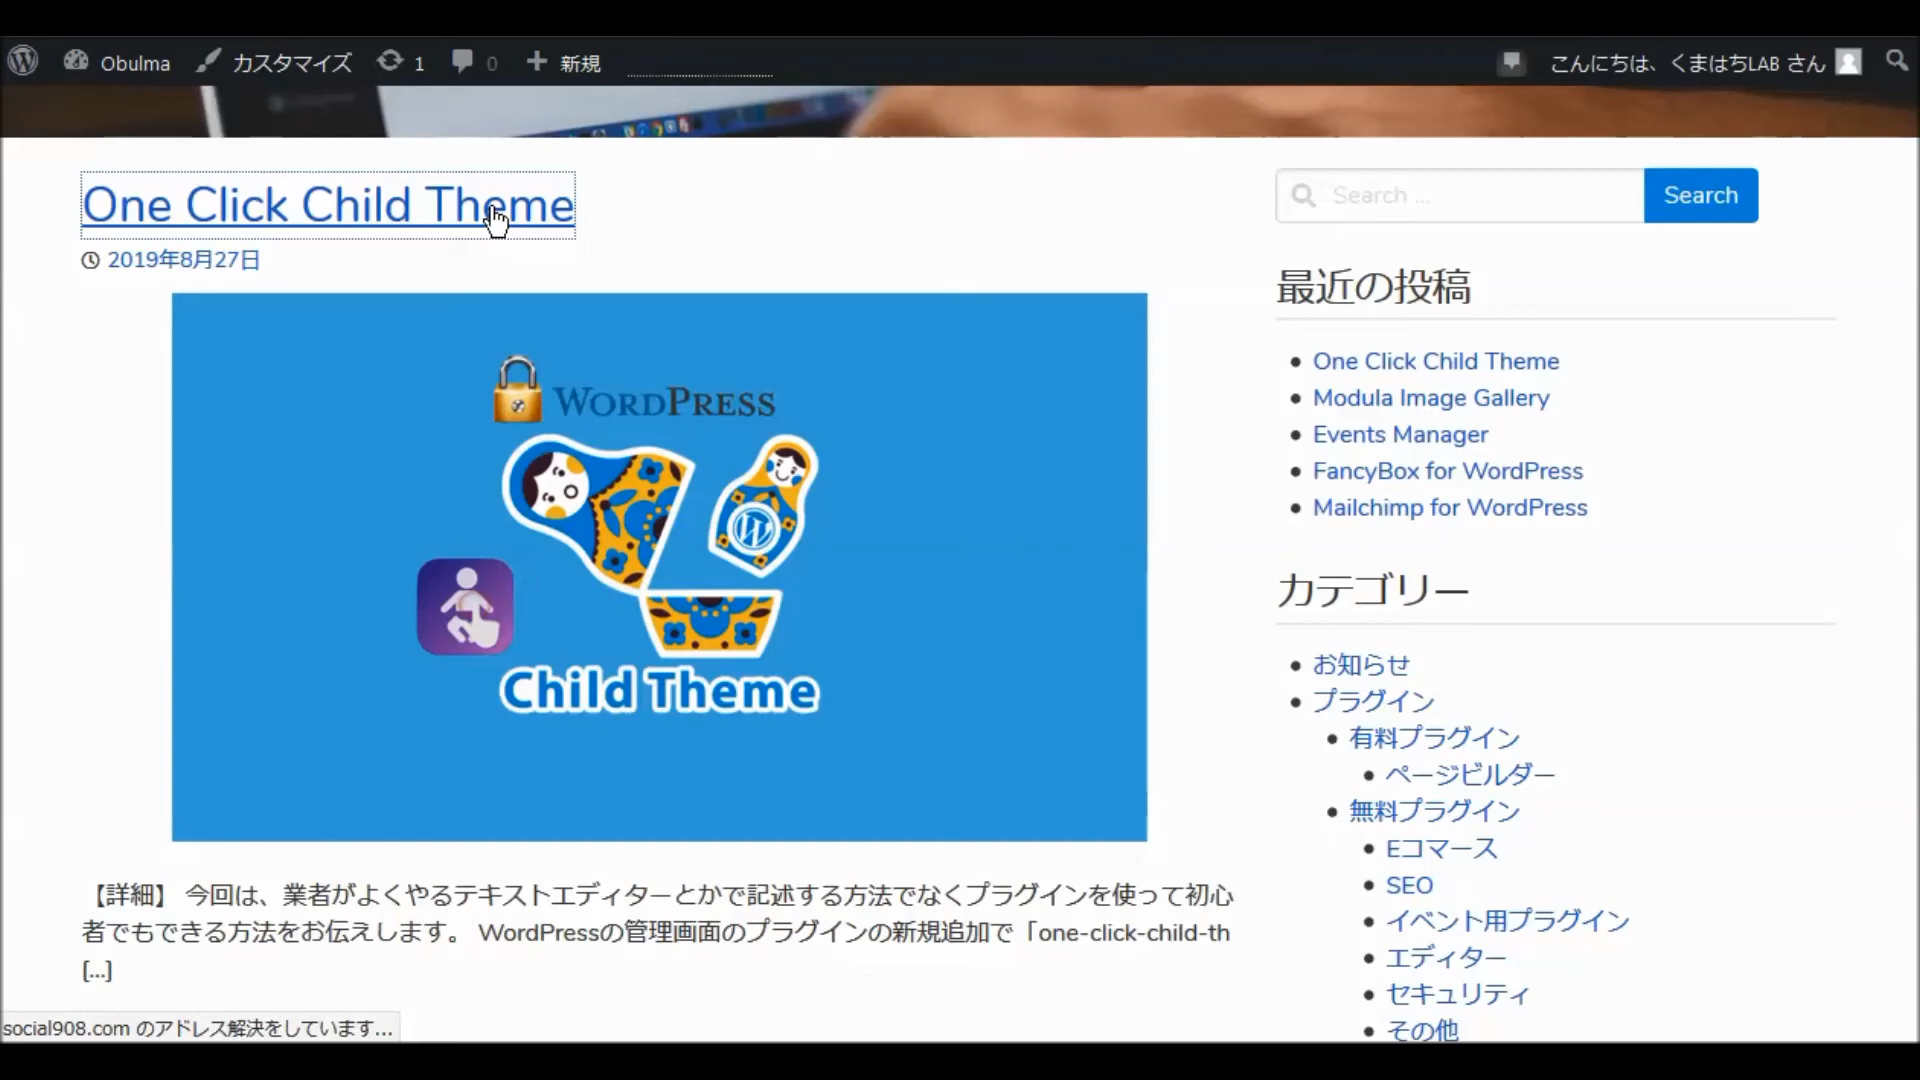 Obulma カスタマイズ 1 0 新規 こんにちは、くまはちLAB さん
One Click Child Theme
2019年8月27日
WORDPRESS
Child Theme
【詳細】 今回は、業者がよくやるテキストエディターとかで記述する方法でなくプラグインを使って初心
者でもできる方法をお伝えします。 WordPressの管理画面のプラグインの新規追加で「one-click-child-th
[...]
Search ...
Search
最近の投稿
One Click Child Theme
Modula Image Gallery
Events Manager
FancyBox for WordPress
Mailchimp for WordPress
カテゴリー
お知らせ
プラグイン
有料プラグイン
ページビルダー
無料プラグイン
Eコマース
SEO
イベント用プラグイン
エディター
セキュリティ
その他
social908.com のアドレス解決をしています...